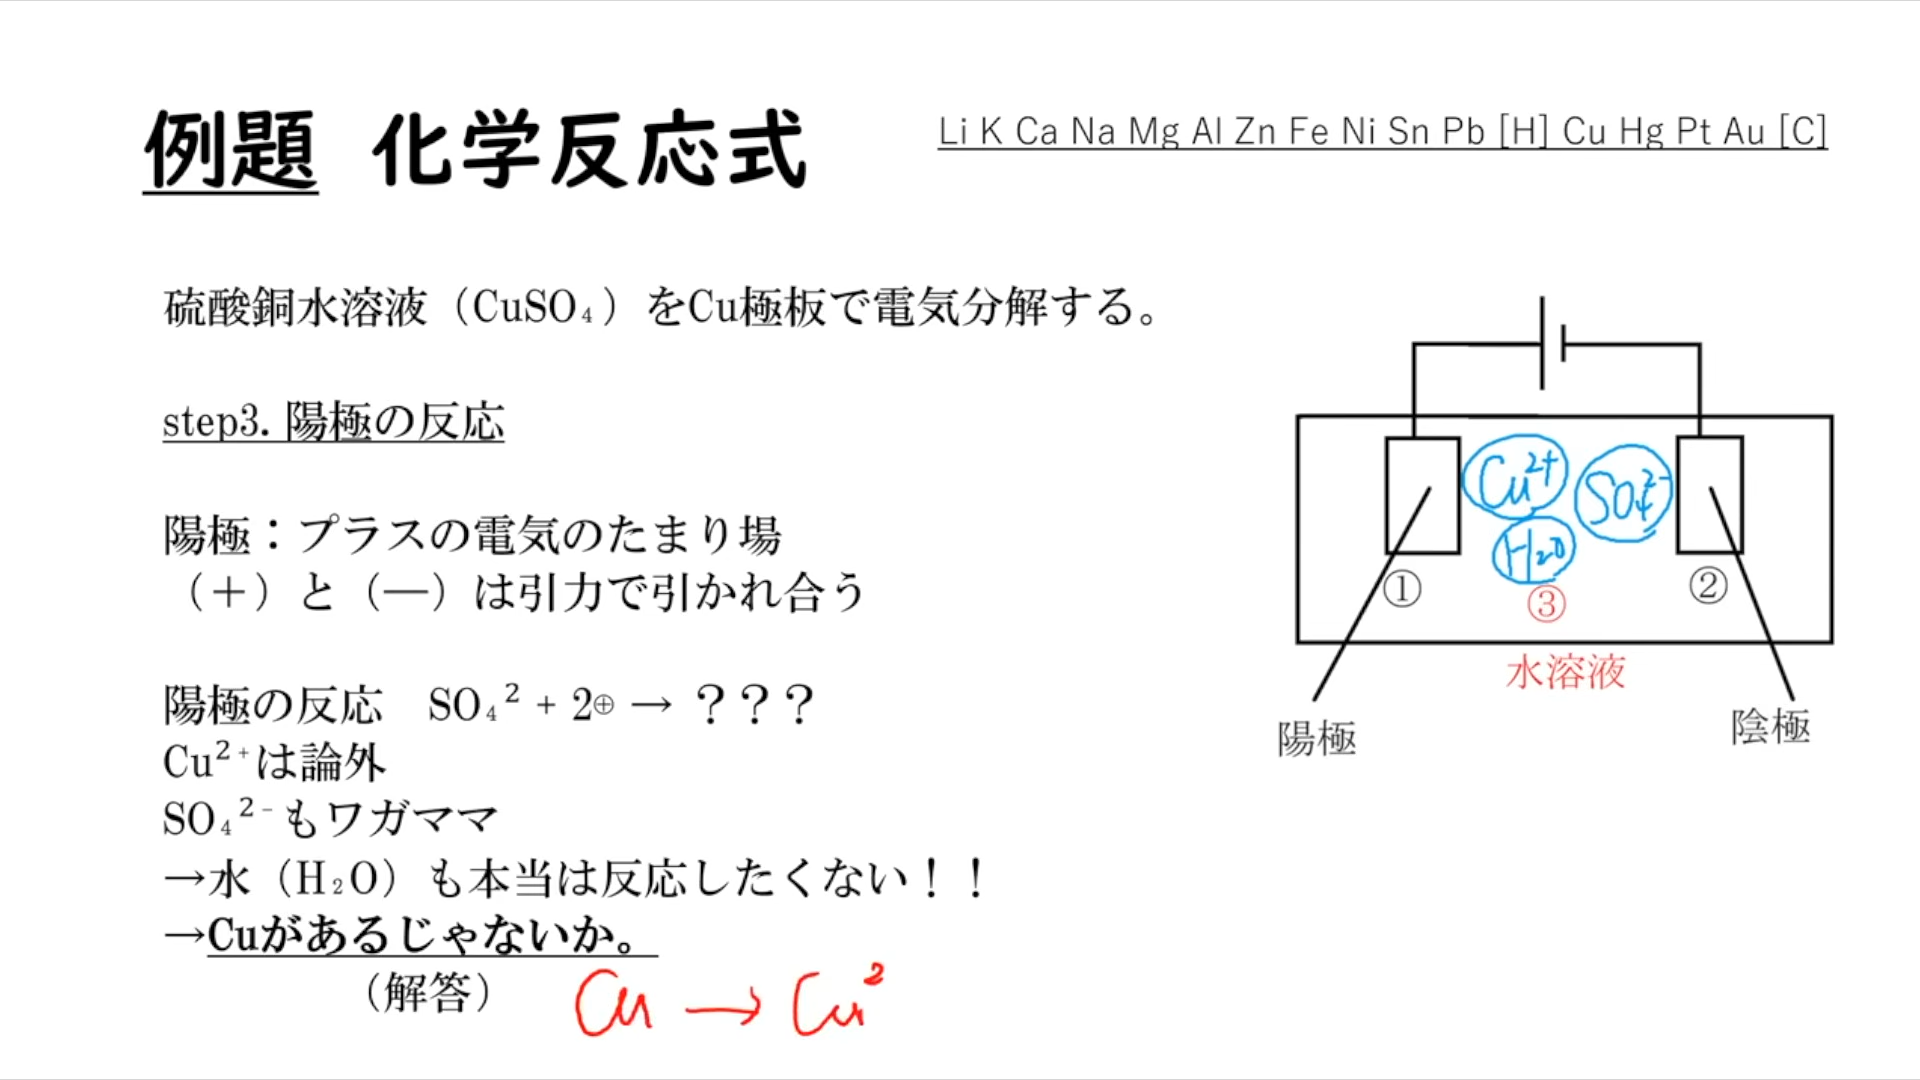 例題 化学反応式
Li K Ca Na Mg Al Zn Fe Ni Sn Pb [H] Cu Hg Pt Au [C]
硫酸銅水溶液（CuSO₄）をCu極板で電気分解する。
step3. 陽極の反応
陽極：プラスの電気のたまり場
（＋）と（—）は引力で引かれ合う
陽極の反応 SO₄² + 2⊕ → ？？？
Cu²⁺は論外
SO₄²⁻もワガママ
→水（H₂O）も本当は反応したくない！！
→Cuがあるじゃないか。
（解答） Cu → Cu²
Cu²⁺
SO₄²⁻
H₂O
①
②
③
水溶液
陽極
陰極